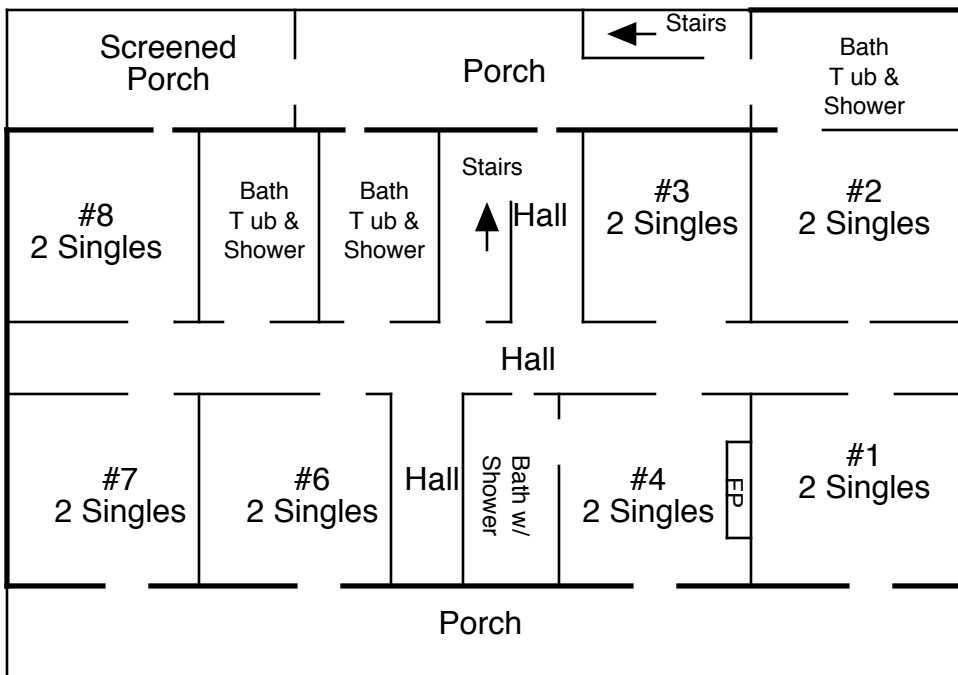 Screened
Porch
Porch
Stairs
Bath
T ub &
Shower
#8
2 Singles
Bath
T ub &
Shower
Bath
T ub &
Shower
Stairs
Hall
#3
2 Singles
#2
2 Singles
Hall
#7
2 Singles
#6
2 Singles
Hall
Bath w/
Shower
#4
2 Singles
FP
#1
2 Singles
Porch